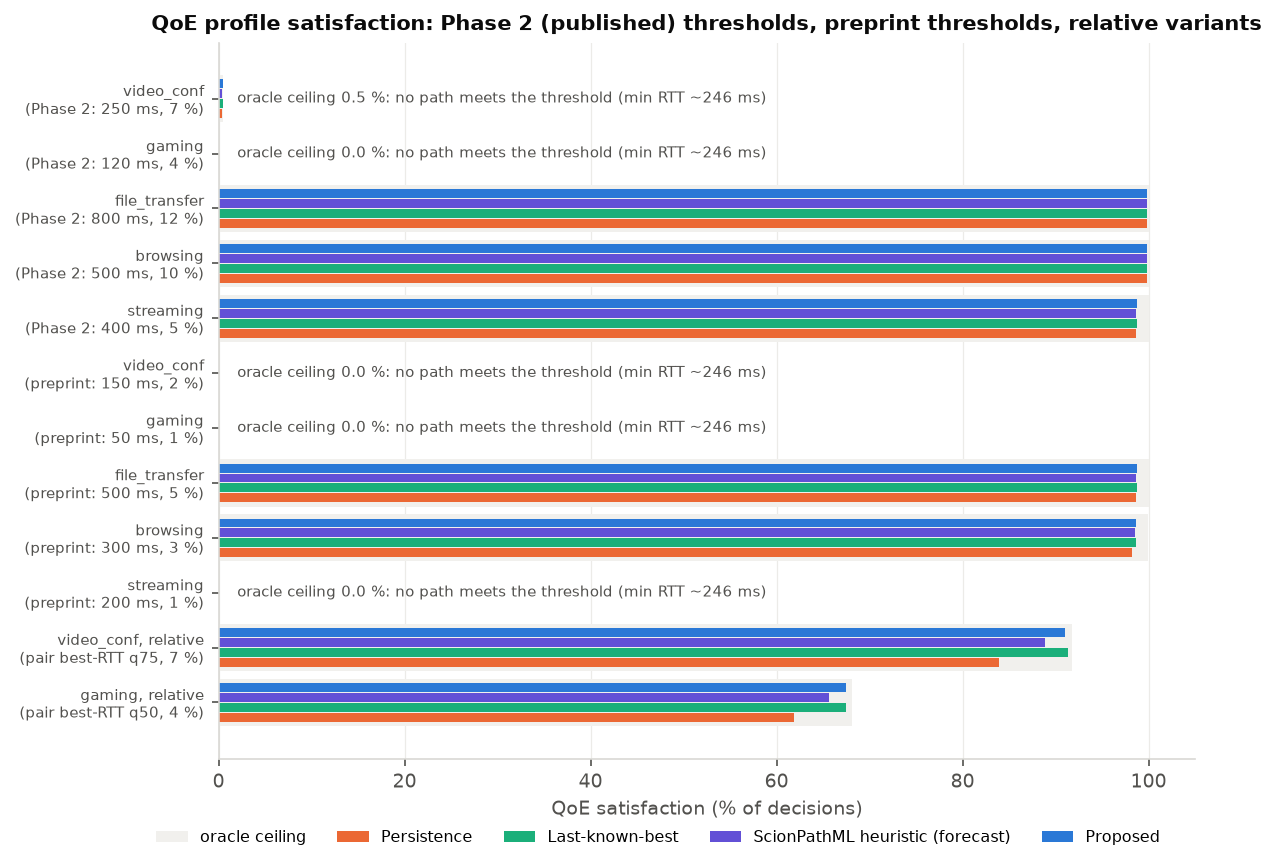 QoE profile satisfaction: Phase 2 (published) thresholds, preprint thresholds, relative variants
video_conf
(Phase 2: 250 ms, 7 %)
oracle ceiling 0.5 %: no path meets the threshold (min RTT ~246 ms)
gaming
(Phase 2: 120 ms, 4 %)
oracle ceiling 0.0 %: no path meets the threshold (min RTT ~246 ms)
file_transfer
(Phase 2: 800 ms, 12 %)
browsing
(Phase 2: 500 ms, 10 %)
streaming
(Phase 2: 400 ms, 5 %)
video_conf
(preprint: 150 ms, 2 %)
oracle ceiling 0.0 %: no path meets the threshold (min RTT ~246 ms)
gaming
(preprint: 50 ms, 1 %)
oracle ceiling 0.0 %: no path meets the threshold (min RTT ~246 ms)
file_transfer
(preprint: 500 ms, 5 %)
browsing
(preprint: 300 ms, 3 %)
streaming
(preprint: 200 ms, 1 %)
oracle ceiling 0.0 %: no path meets the threshold (min RTT ~246 ms)
video_conf, relative
(pair best-RTT q75, 7 %)
gaming, relative
(pair best-RTT q50, 4 %)
0 20 40 60 80 100
QoE satisfaction (% of decisions)
oracle ceiling Persistence Last-known-best ScionPathML heuristic (forecast) Proposed